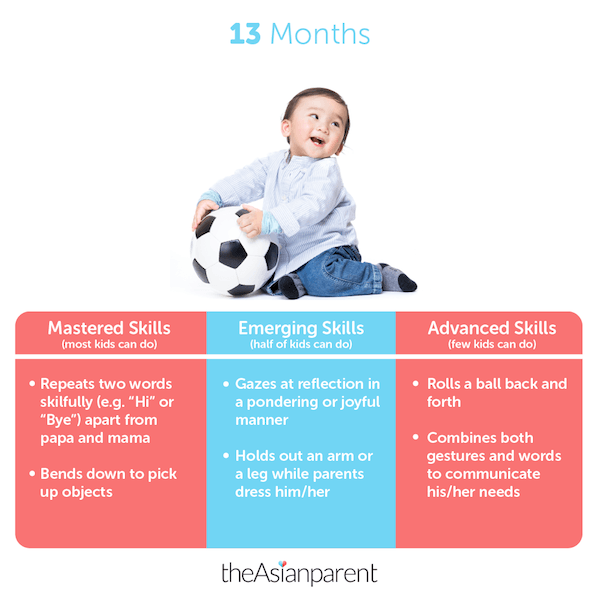 13 Months
Mastered Skills
(most kids can do)
• Repeats two words
skilfully (e.g. “Hi” or
“Bye”) apart from
papa and mama
• Bends down to pick
up objects
Emerging Skills
(half of kids can do)
• Gazes at reflection in
a pondering or joyful
manner
• Holds out an arm or
a leg while parents
dress him/her
Advanced Skills
(few kids can do)
• Rolls a ball back and
forth
• Combines both
gestures and words
to communicate
his/her needs
theAsianparent